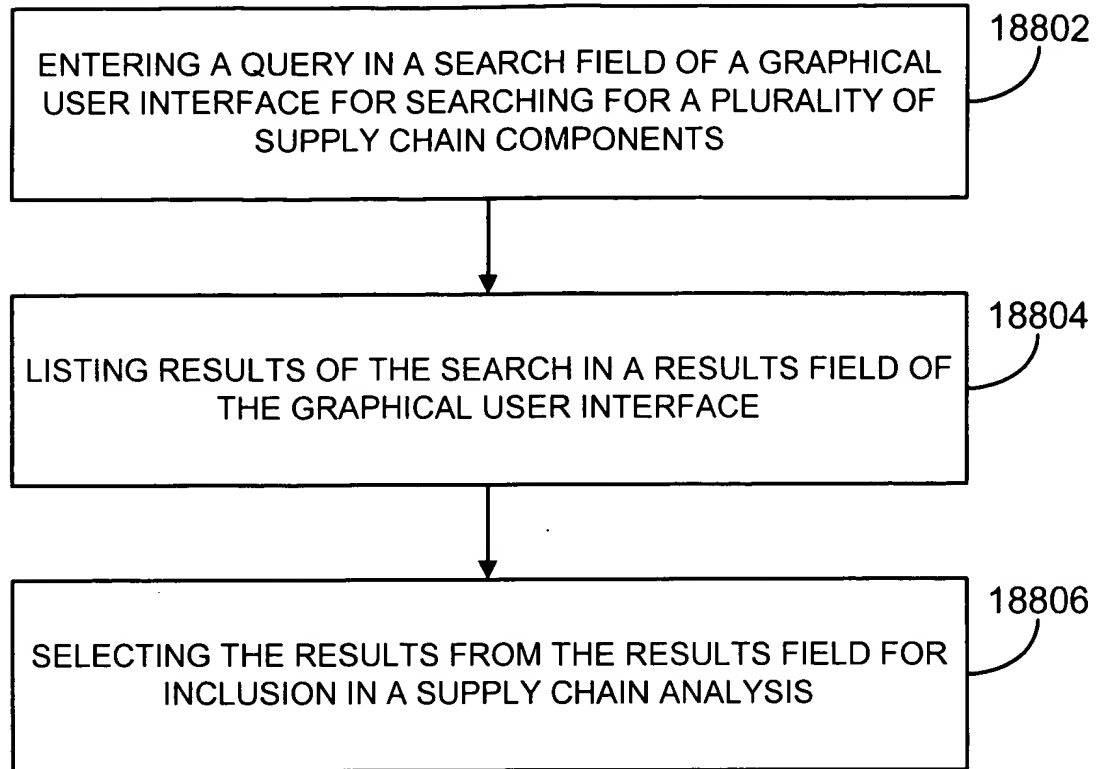 18802
ENTERING A QUERY IN A SEARCH FIELD OF A GRAPHICAL
USER INTERFACE FOR SEARCHING FOR A PLURALITY OF
SUPPLY CHAIN COMPONENTS
18804
LISTING RESULTS OF THE SEARCH IN A RESULTS FIELD OF
THE GRAPHICAL USER INTERFACE
18806
SELECTING THE RESULTS FROM THE RESULTS FIELD FOR
INCLUSION IN A SUPPLY CHAIN ANALYSIS